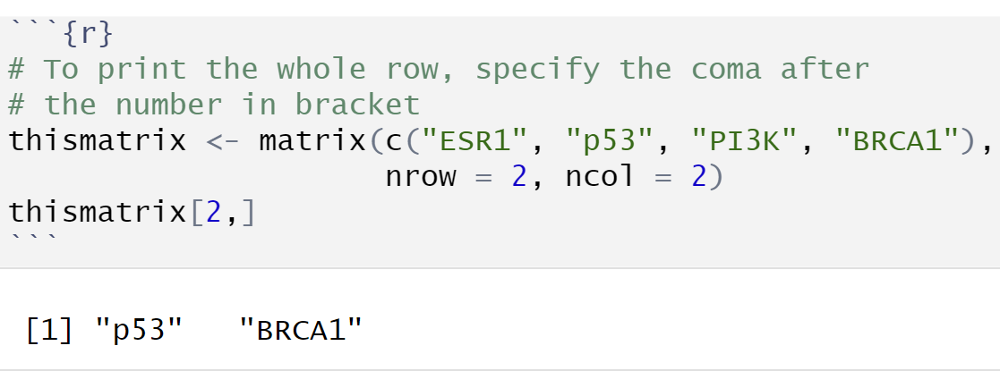 ```{r}
# To print the whole row, specify the coma after
# the number in bracket
thismatrix <- matrix(c("ESR1", "p53", "PI3K", "BRCA1"),
                     nrow = 2, ncol = 2)
thismatrix[2,]
```
[1] "p53"   "BRCA1"